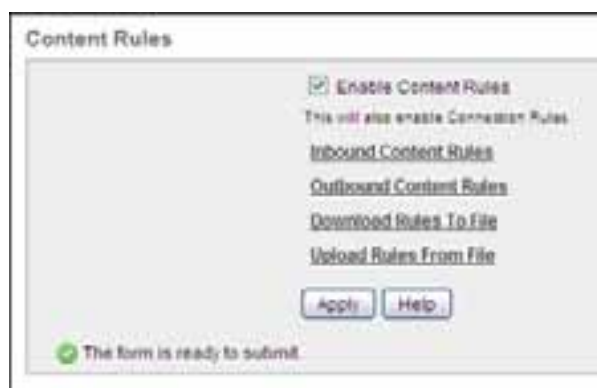 Content Rules
Enable Content Rules
This will also enable Connection Rules
Inbound Content Rules
Outbound Content Rules
Download Rules To File
Upload Rules From File
Apply Help
The form is ready to submit